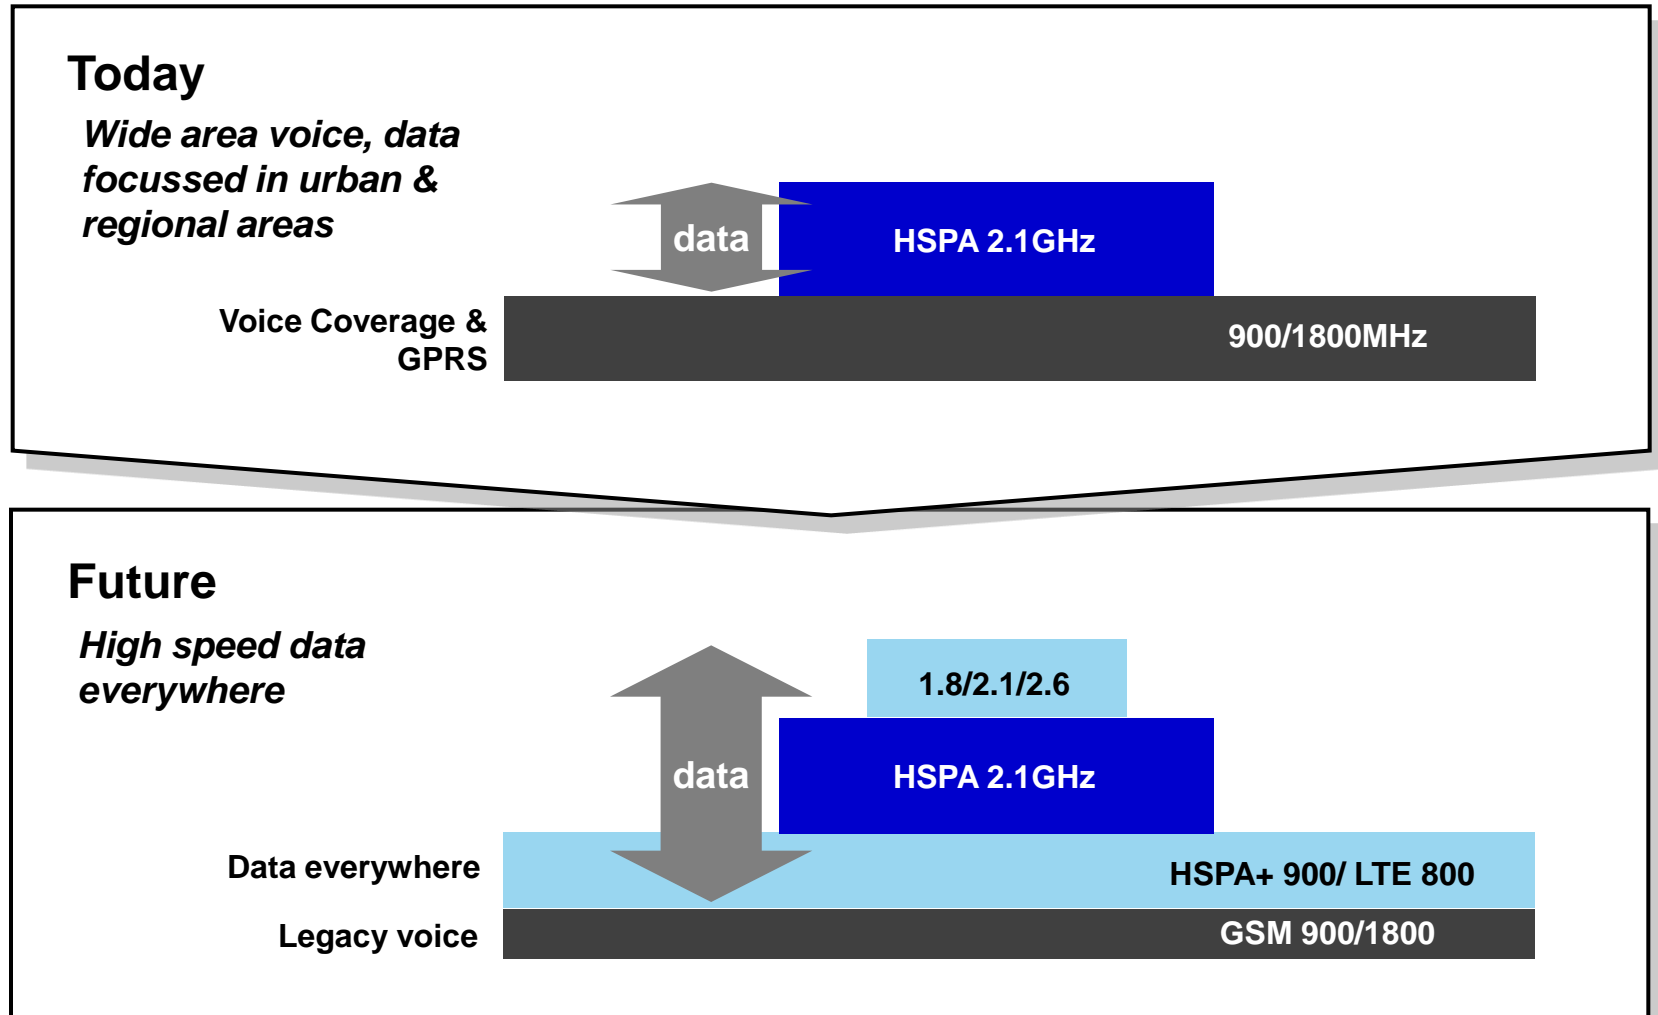 Today
Wide area voice, data
focussed in urban &
regional areas
data
HSPA 2.1GHz
Voice Coverage &
GPRS
900/1800MHz
Future
High speed data
everywhere
1.8/2.1/2.6
data
HSPA 2.1GHz
Data everywhere
HSPA+ 900/ LTE 800
Legacy voice
GSM 900/1800